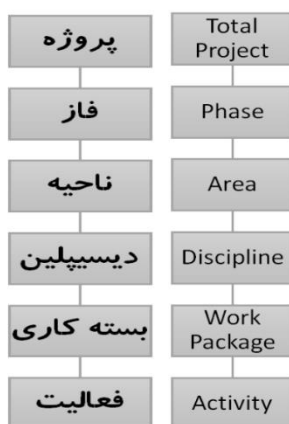 پروژه
فاز
ناحیه
دیسیپلین
بسته کاری
فعالیت
Total
Project
Phase
Area
Discipline
Work
Package
Activity